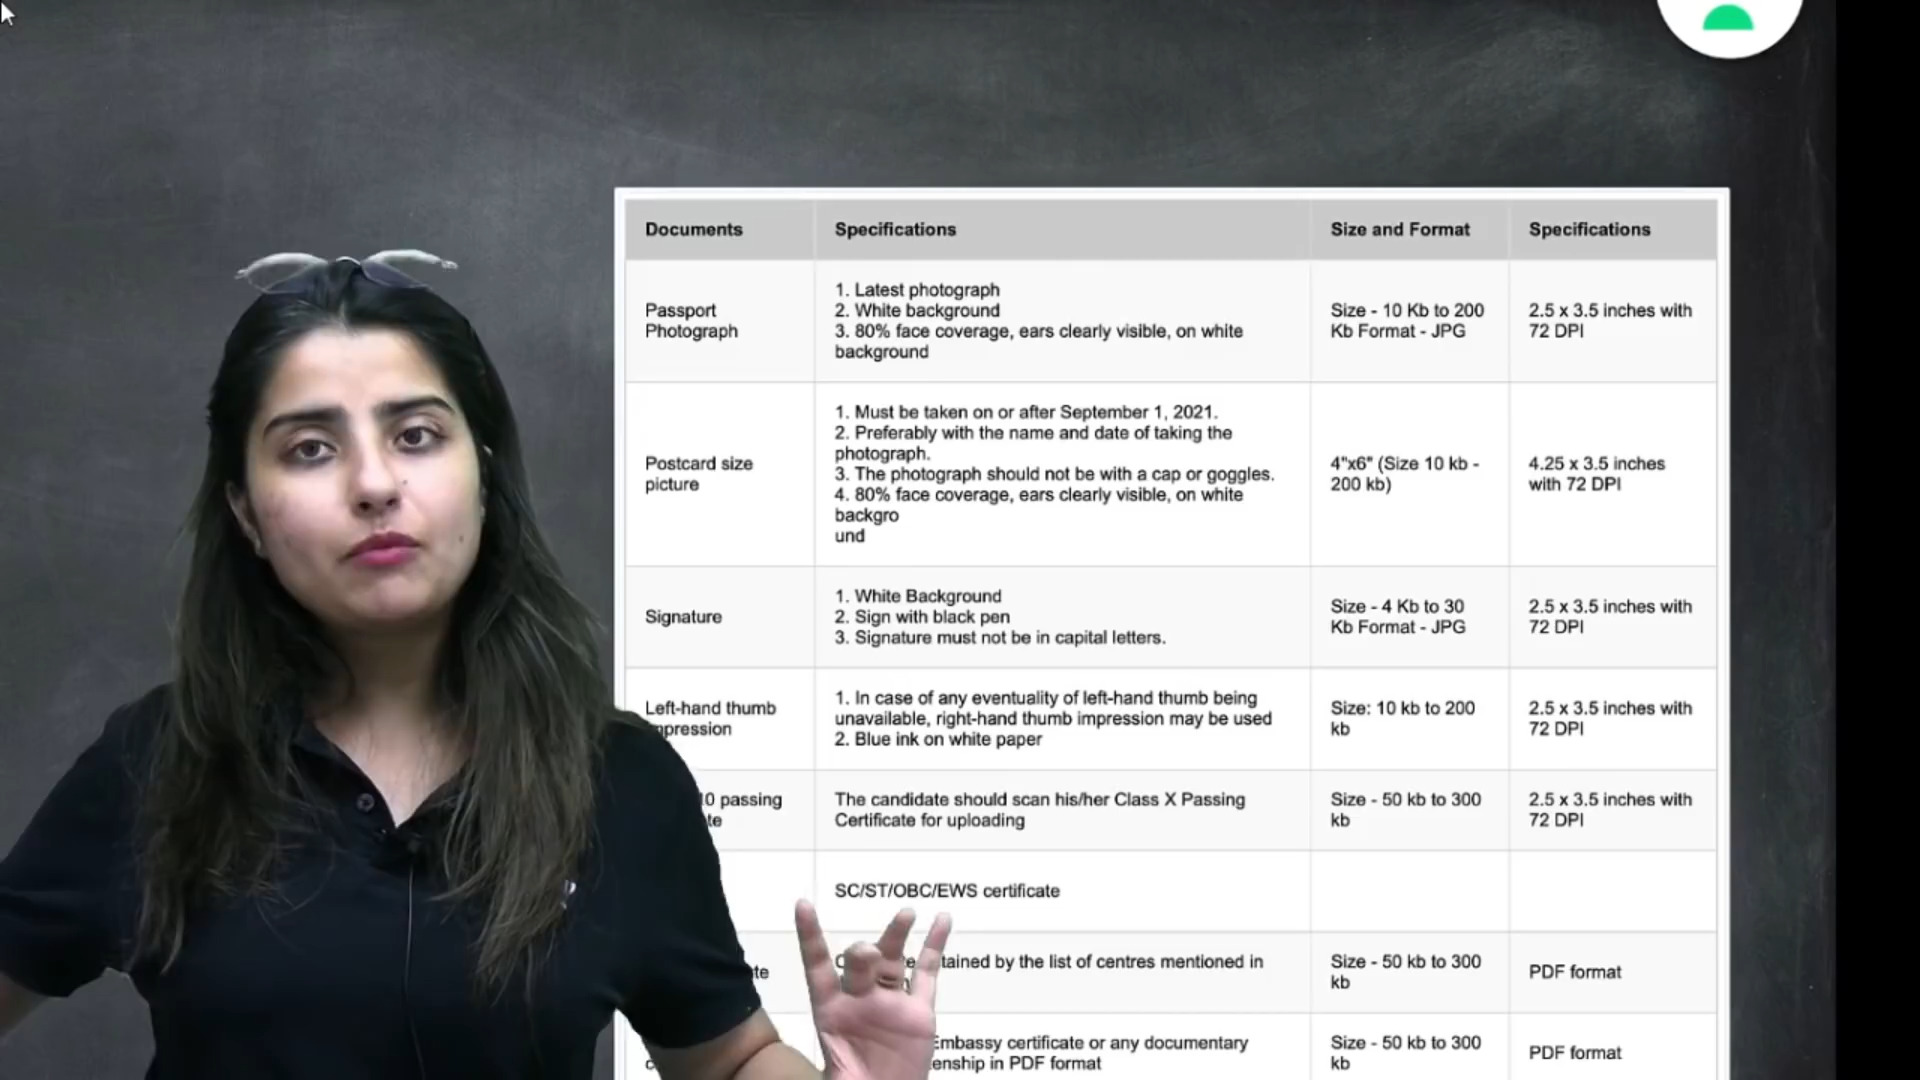 Documents
Specifications
Size and Format
Specifications
Passport
Photograph
1. Latest photograph
2. White background
3. 80% face coverage, ears clearly visible, on white
background
Size - 10 Kb to 200
Kb Format - JPG
2.5 x 3.5 inches with
72 DPI
Postcard size
picture
1. Must be taken on or after September 1, 2021.
2. Preferably with the name and date of taking the
photograph.
3. The photograph should not be with a cap or goggles.
4. 80% face coverage, ears clearly visible, on white
backgro
und
4"x6" (Size 10 kb -
200 kb)
4.25 x 3.5 inches
with 72 DPI
Signature
1. White Background
2. Sign with black pen
3. Signature must not be in capital letters.
Size - 4 Kb to 30
Kb Format - JPG
2.5 x 3.5 inches with
72 DPI
Left-hand thumb
1. In case of any eventuality of left-hand thumb being
unavailable, right-hand thumb impression may be used
2. Blue ink on white paper
Size: 10 kb to 200
kb
2.5 x 3.5 inches with
72 DPI
passing
The candidate should scan his/her Class X Passing
Certificate for uploading
Size - 50 kb to 300
kb
2.5 x 3.5 inches with
72 DPI
SC/ST/OBC/EWS certificate
by the list of centres mentioned in
Size - 50 kb to 300
kb
PDF format
Embassy certificate or any documentary
in PDF format
Size - 50 kb to 300
kb
PDF format